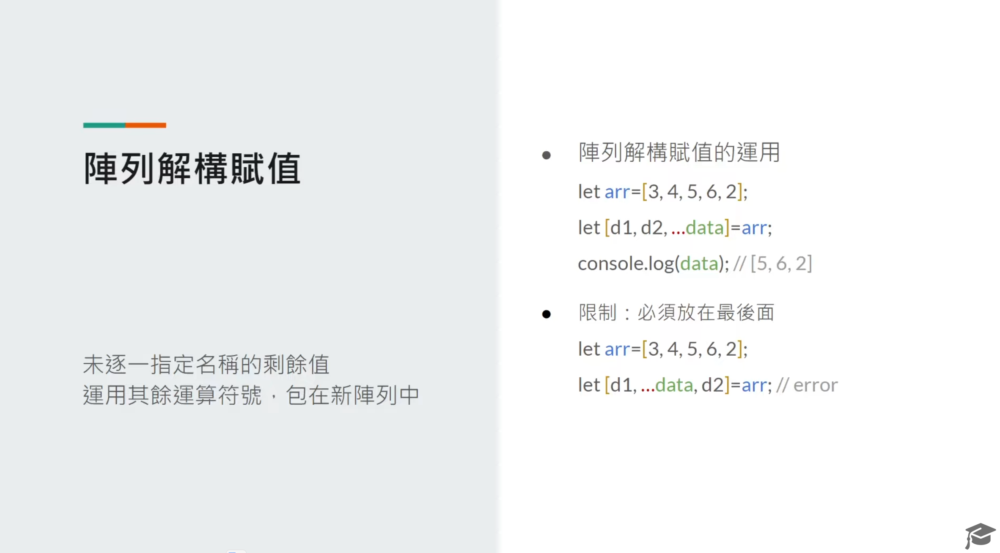 陣列解構賦值
未逐一指定名稱的剩餘值
運用其餘運算符號，包在新陣列中
● 陣列解構賦值的運用
let arr=[3, 4, 5, 6, 2];
let [d1, d2, ...data]=arr;
console.log(data); // [5, 6, 2]
● 限制：必須放在最後面
let arr=[3, 4, 5, 6, 2];
let [d1, ...data, d2]=arr; // error